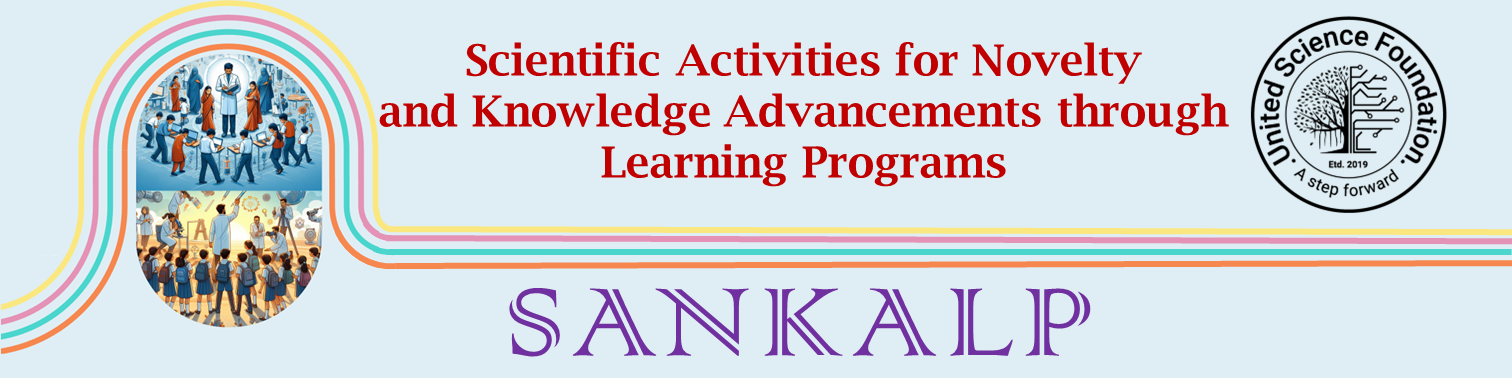 Scientific Activities for Novelty
and Knowledge Advancements through
Learning Programs
United Science Foundation
Etd. 2019
A step forward
A
SANKALP